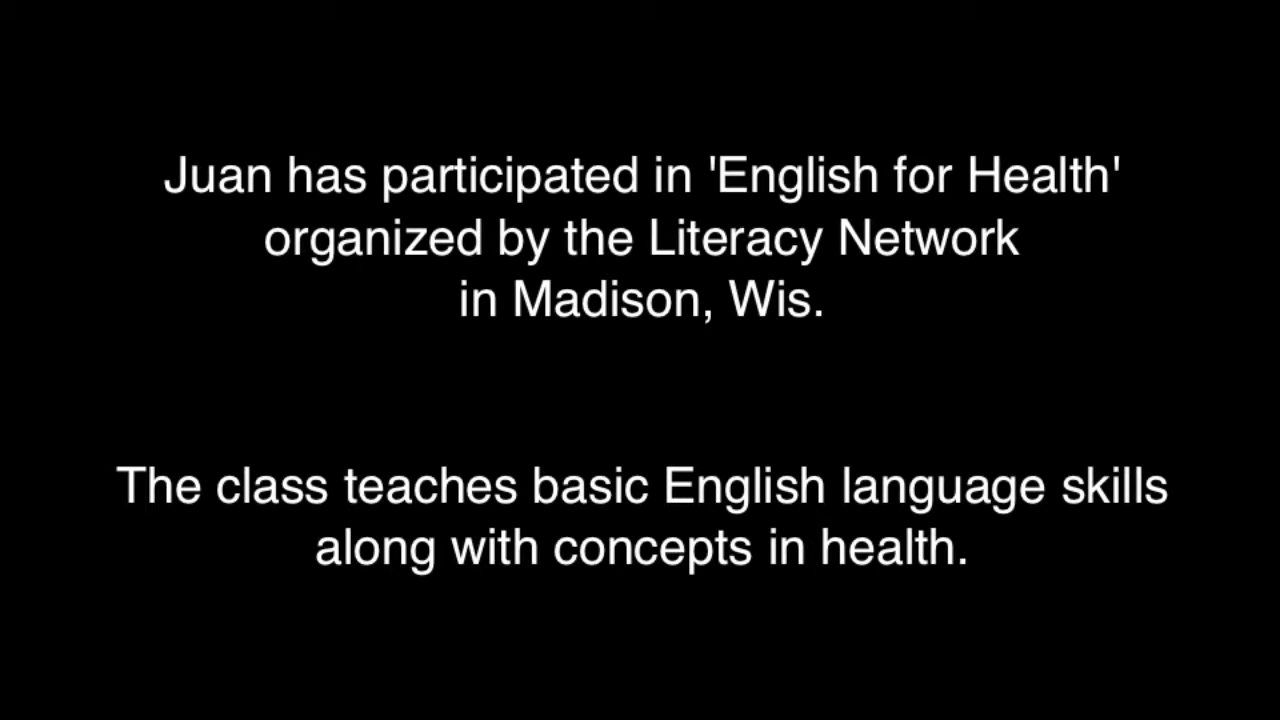 Juan has participated in 'English for Health'
organized by the Literacy Network
in Madison, Wis.
The class teaches basic English language skills
along with concepts in health.